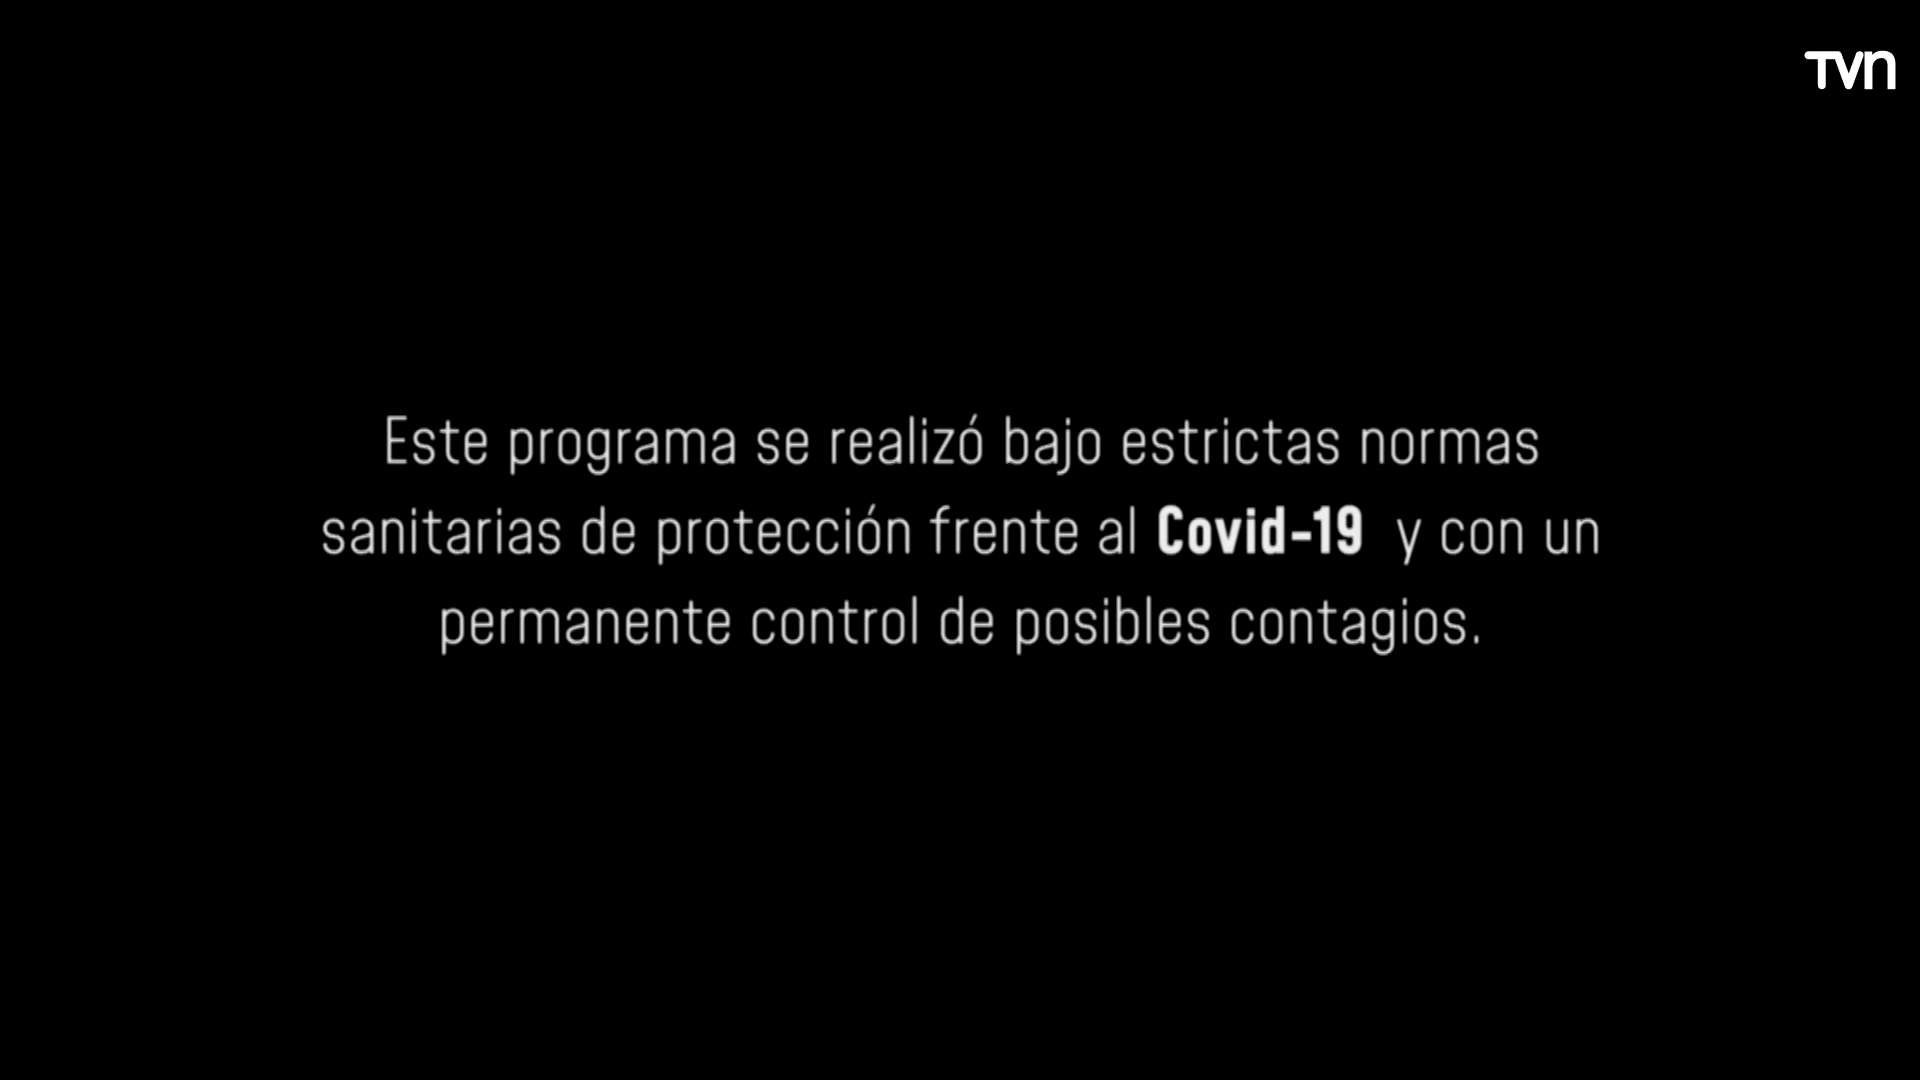 TVN
Este programa se realizó bajo estrictas normas
sanitarias de protección frente al Covid-19 y con un
permanente control de posibles contagios.